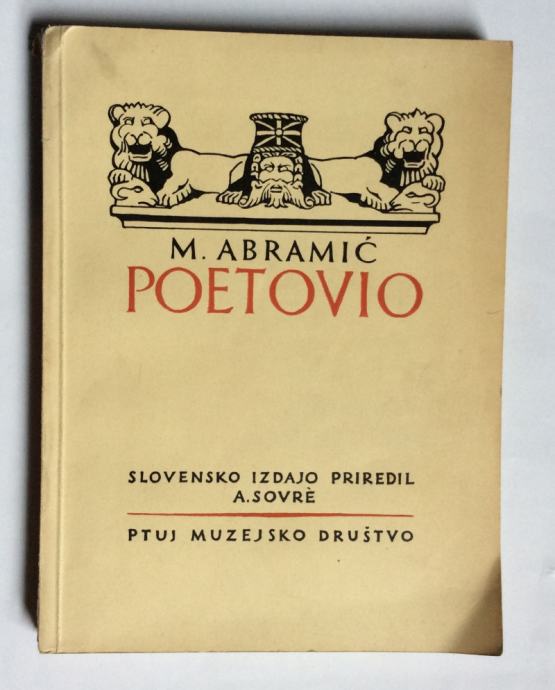 M. ABRAMIĆ
POETOVIO
SLOVENSKO IZDAJO PRIREDIL
A. SOVRÈ
PTUJ MUZEJSKO DRUŠTVO